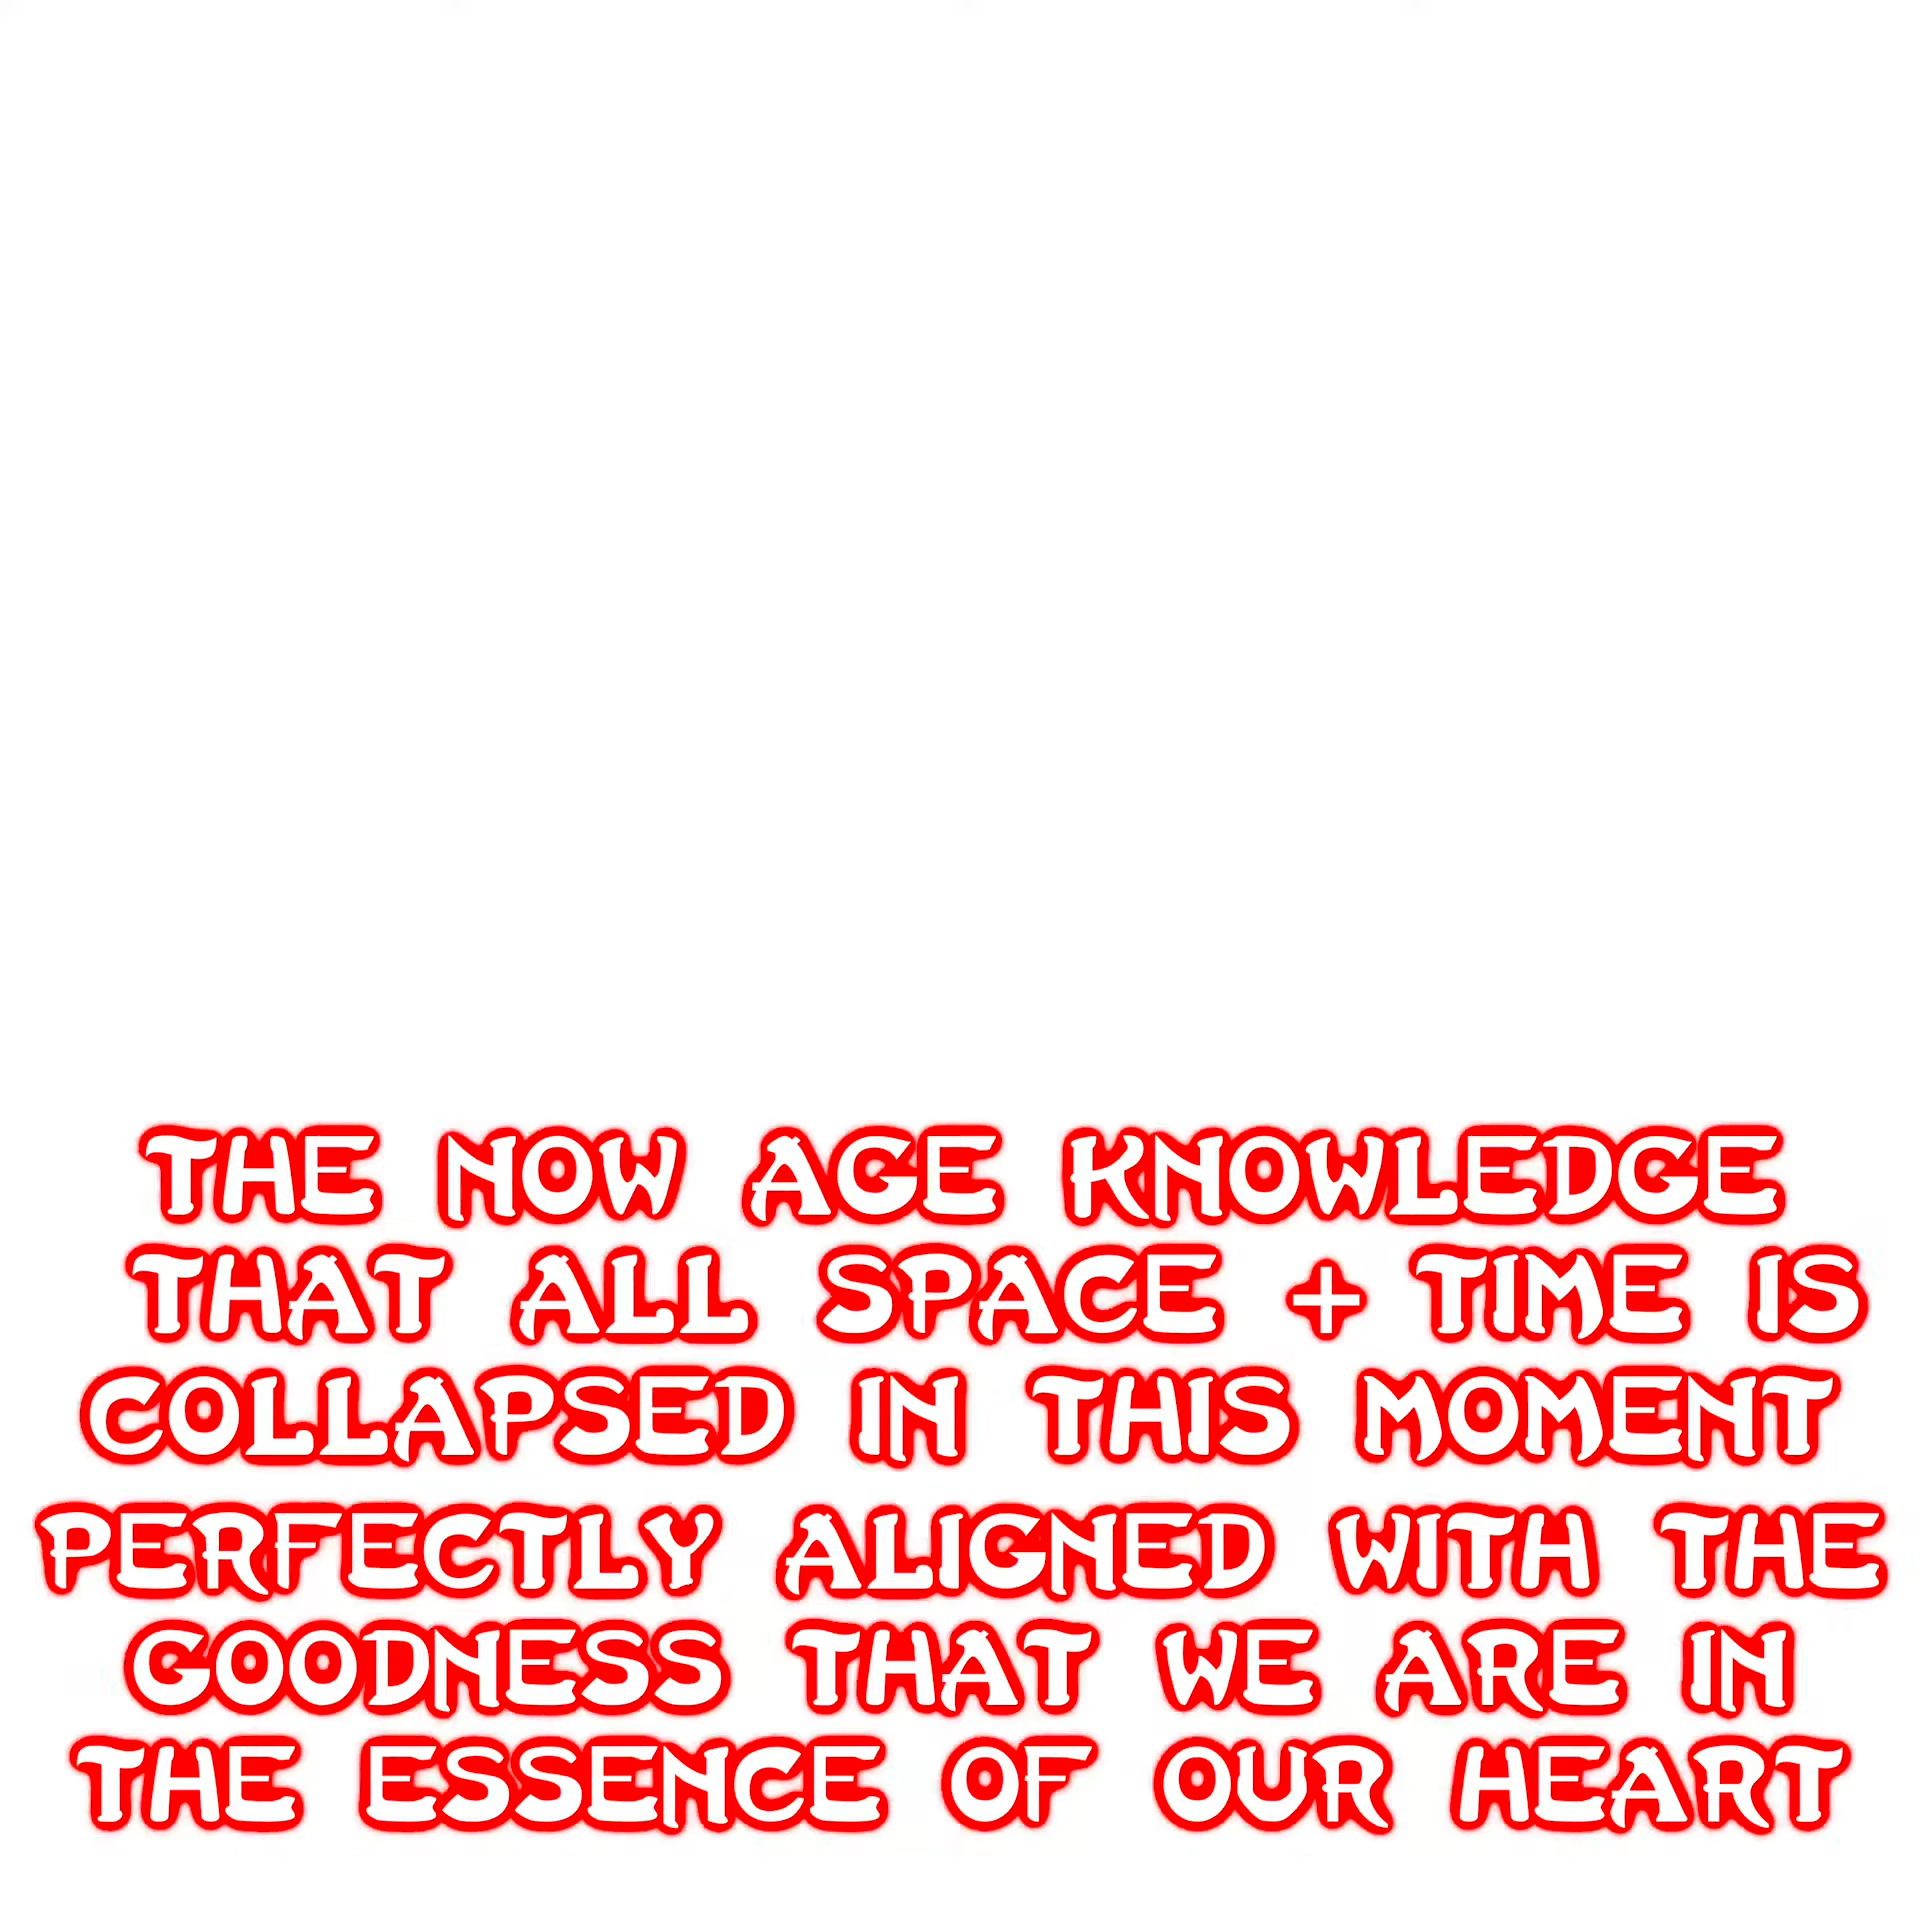 THE NOW AGE KNOWLEDGE
THAT ALL SPACE + TIME IS
COLLAPSED IN THIS MOMENT
PERFECTLY ALIGNED WITH THE
GOODNESS THAT WE ARE IN
THE ESSENCE OF OUR HEART